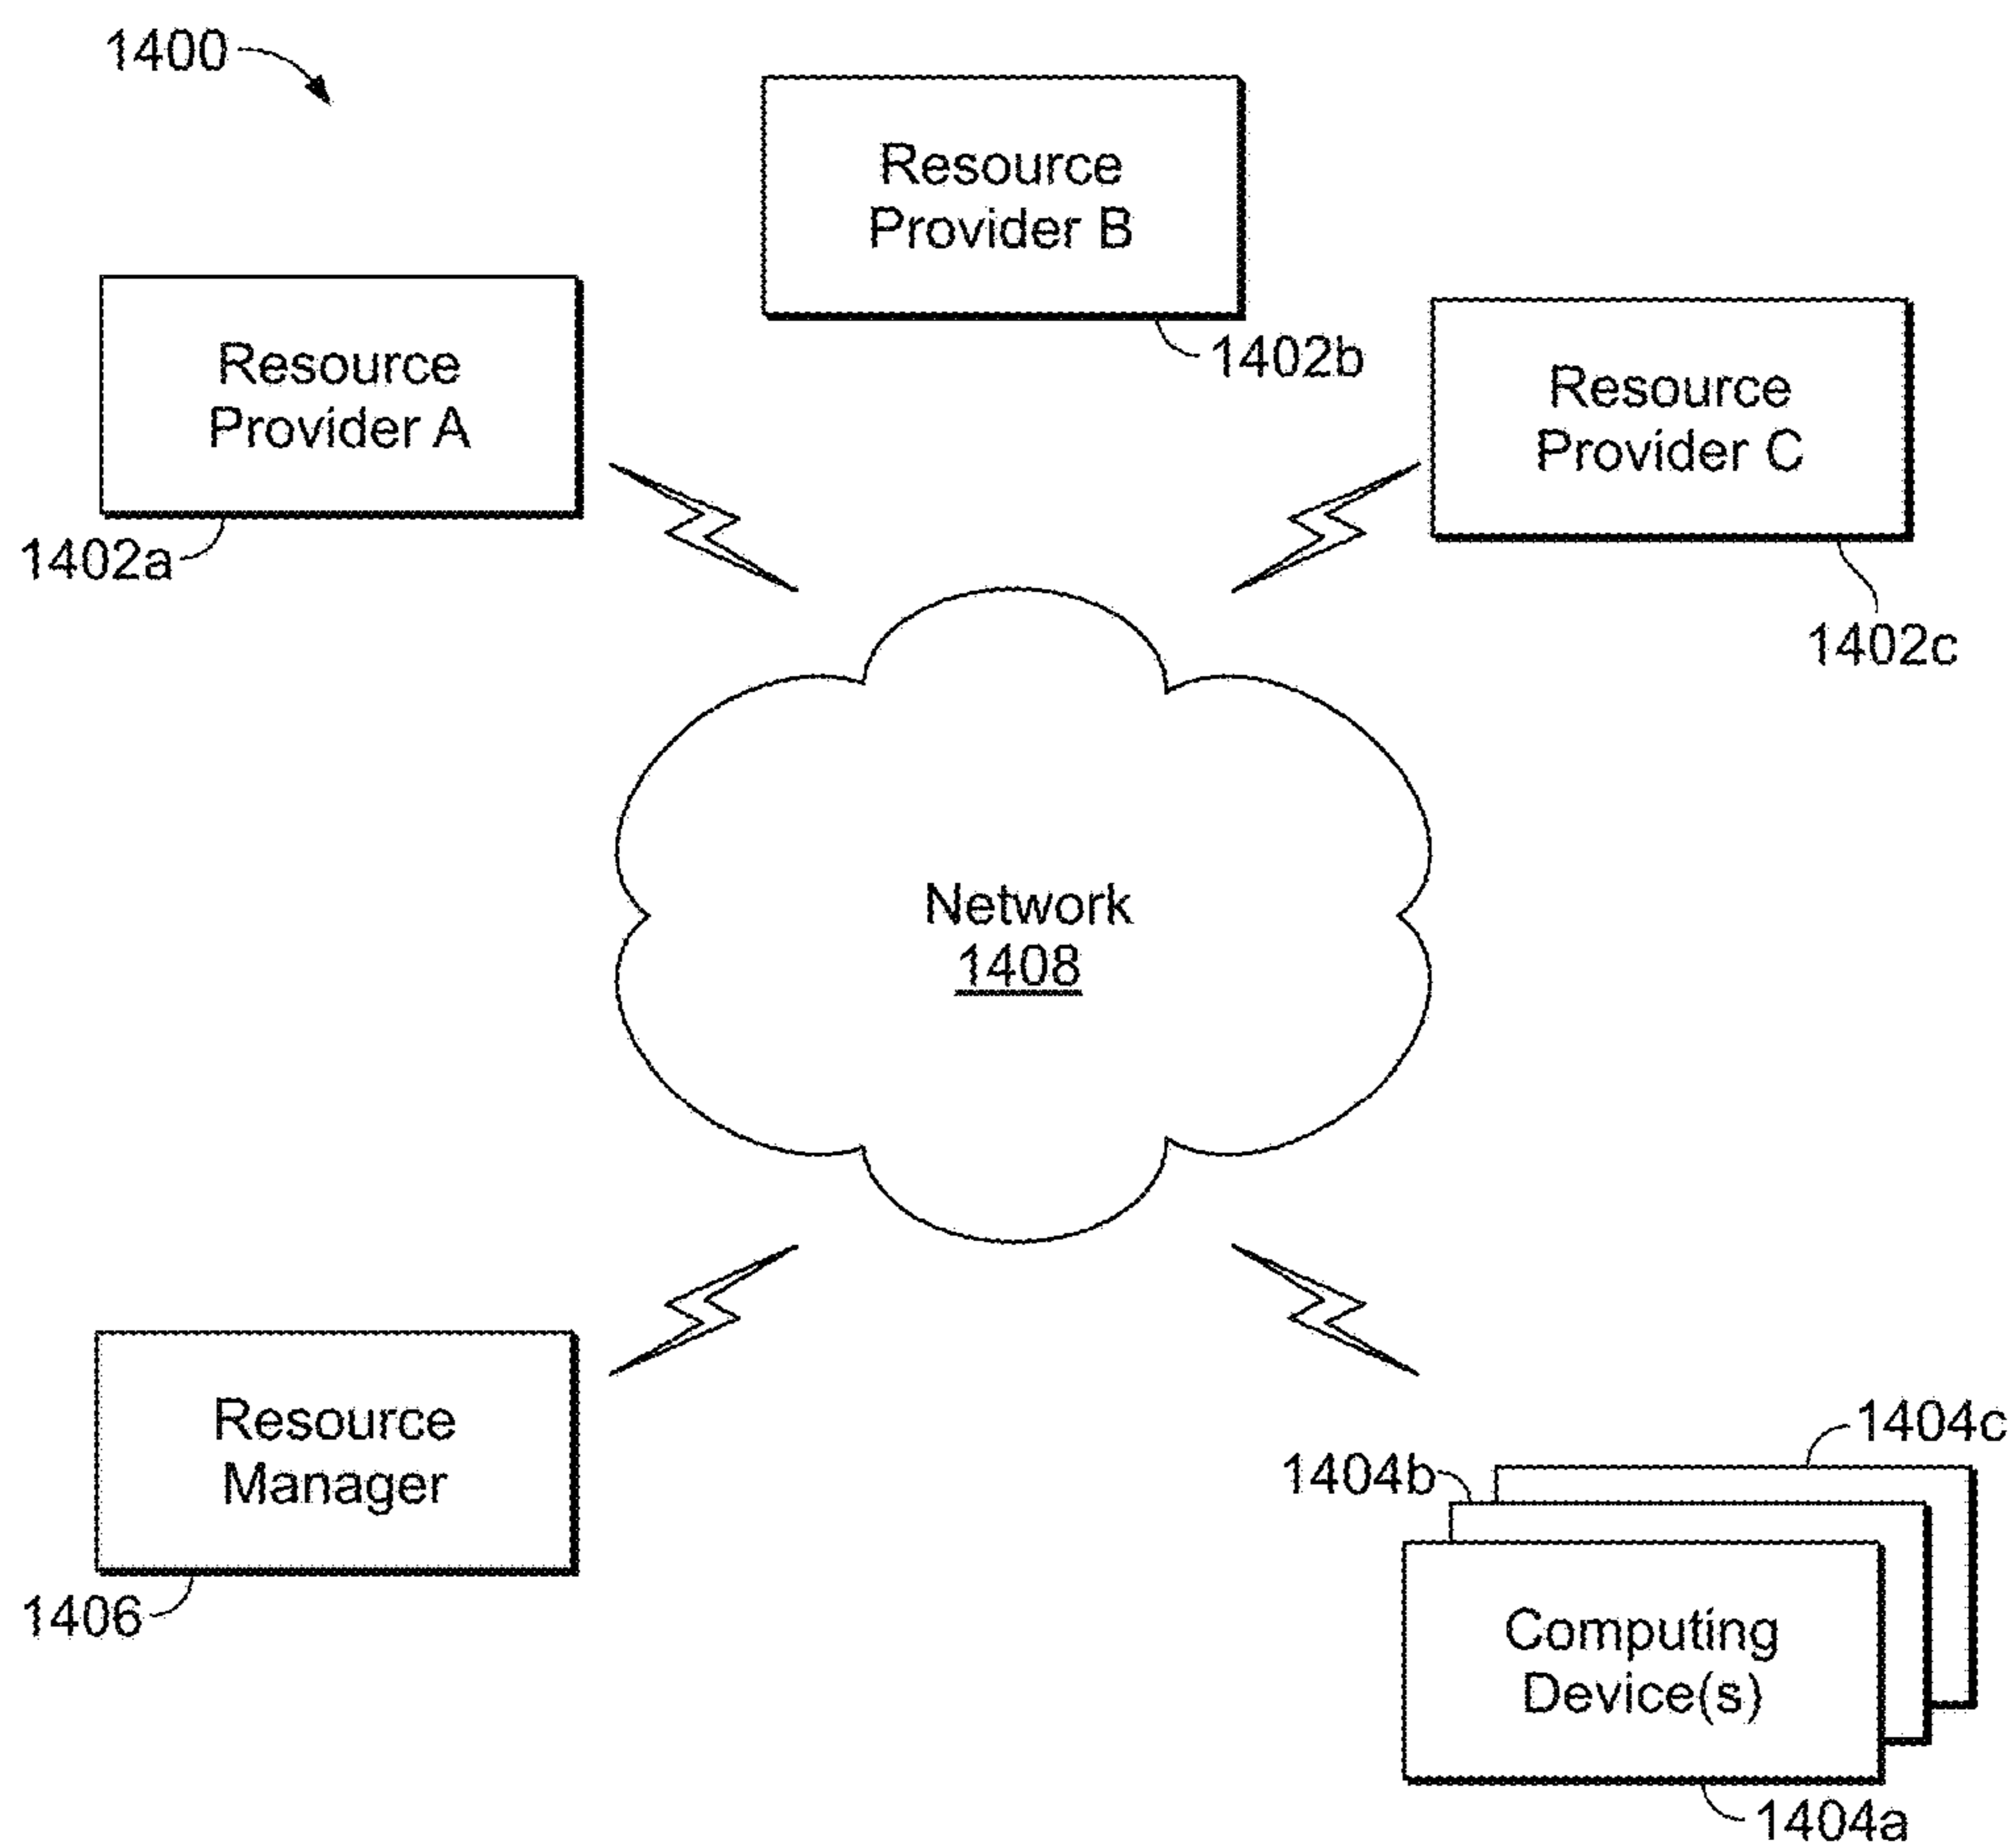 1400
Resource
Provider B
1402b
Resource
Provider A
1402a
Resource
Provider C
1402c
Network
1408
Resource
Manager
1406
1404c
1404b
Computing
Device(s)
1404a